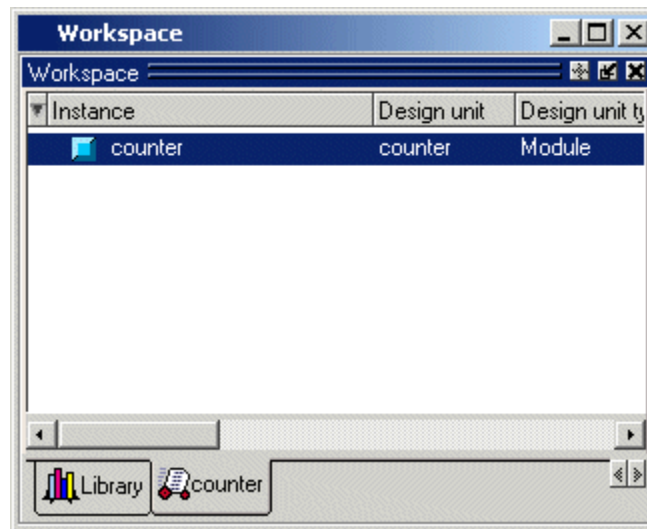 Workspace
Workspace
Instance Design unit Design unit ty
counter counter Module
Library counter